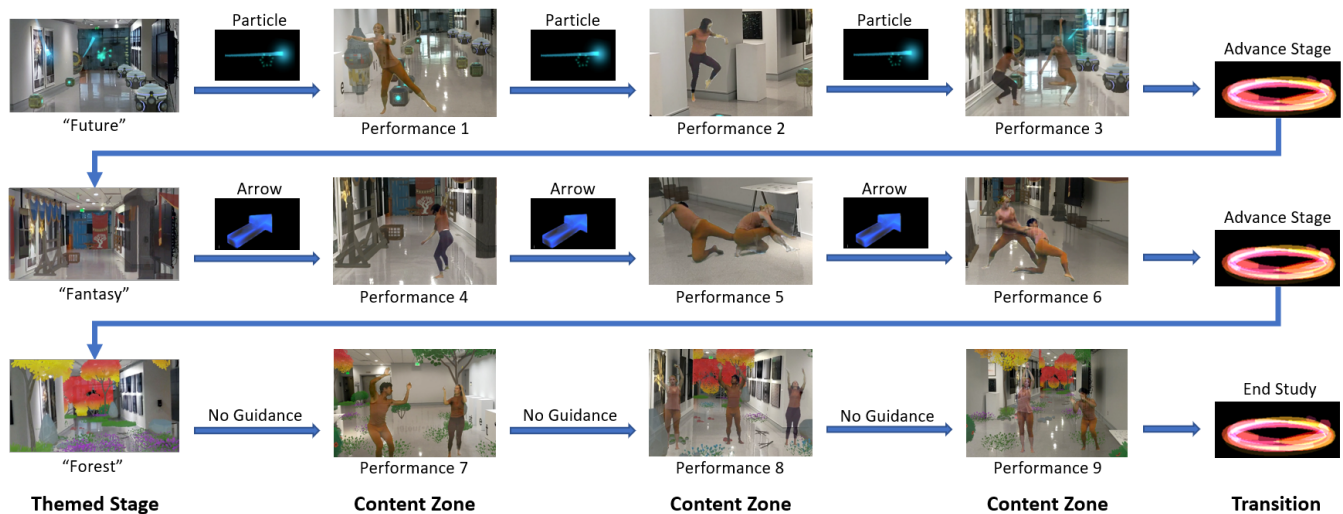 Particle
Particle
Particle
Advance Stage
“Future”
Performance 1
Performance 2
Performance 3
Arrow
Arrow
Arrow
Advance Stage
“Fantasy”
Performance 4
Performance 5
Performance 6
No Guidance
No Guidance
No Guidance
End Study
“Forest”
Performance 7
Performance 8
Performance 9
Themed Stage
Content Zone
Content Zone
Content Zone
Transition